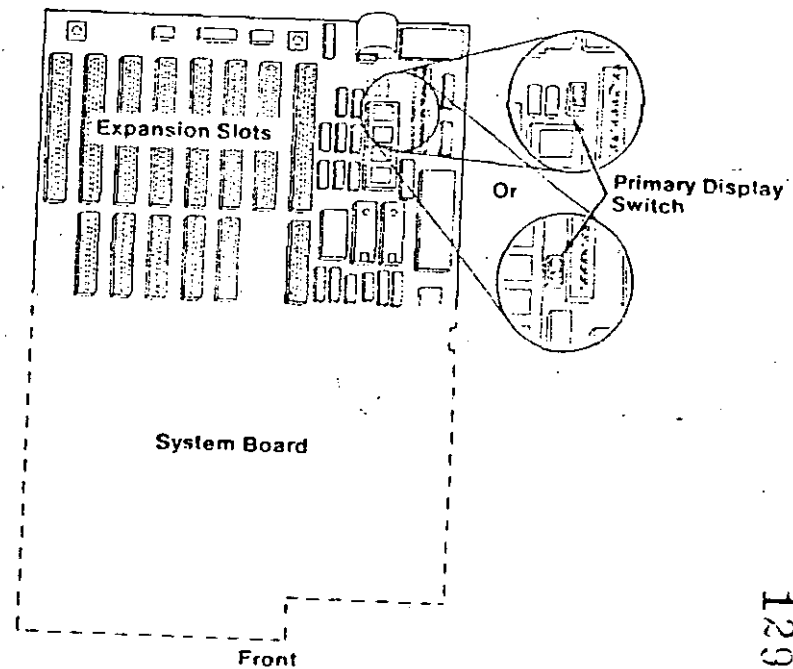 Expansion Slots
Or
Primary Display
Switch
System Board
Front
129